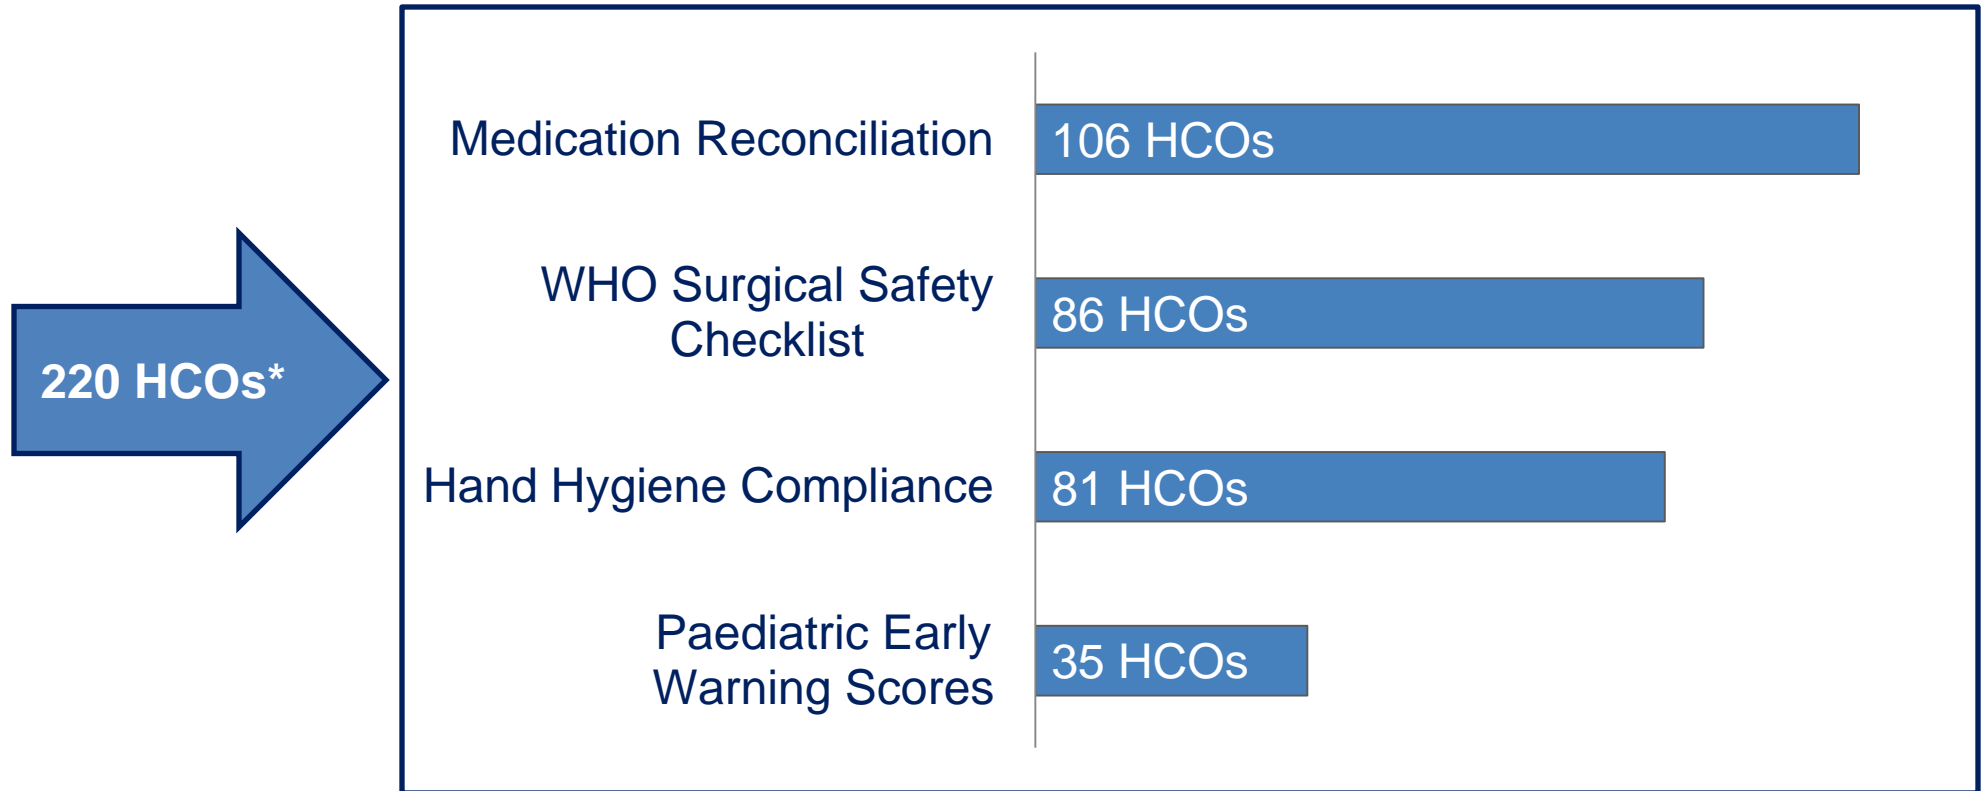 220 HCOs*
Medication Reconciliation
106 HCOs
WHO Surgical Safety
Checklist
86 HCOs
Hand Hygiene Compliance
81 HCOs
Paediatric Early
Warning Scores
35 HCOs